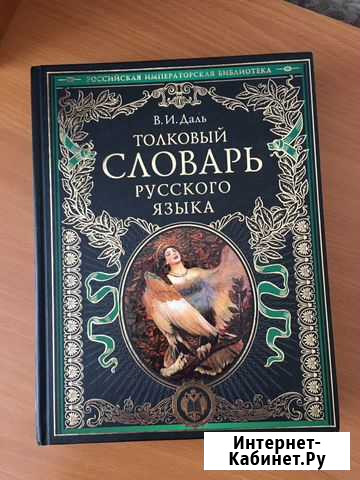 РОССИЙСКАЯ ИМПЕРАТОРСКАЯ БИБЛИОТЕКА
В. И. Даль
ТОЛКОВЫЙ
СЛОВАРЬ
РУССКОГО
ЯЗЫКА
Интернет-
Кабинет.Ру